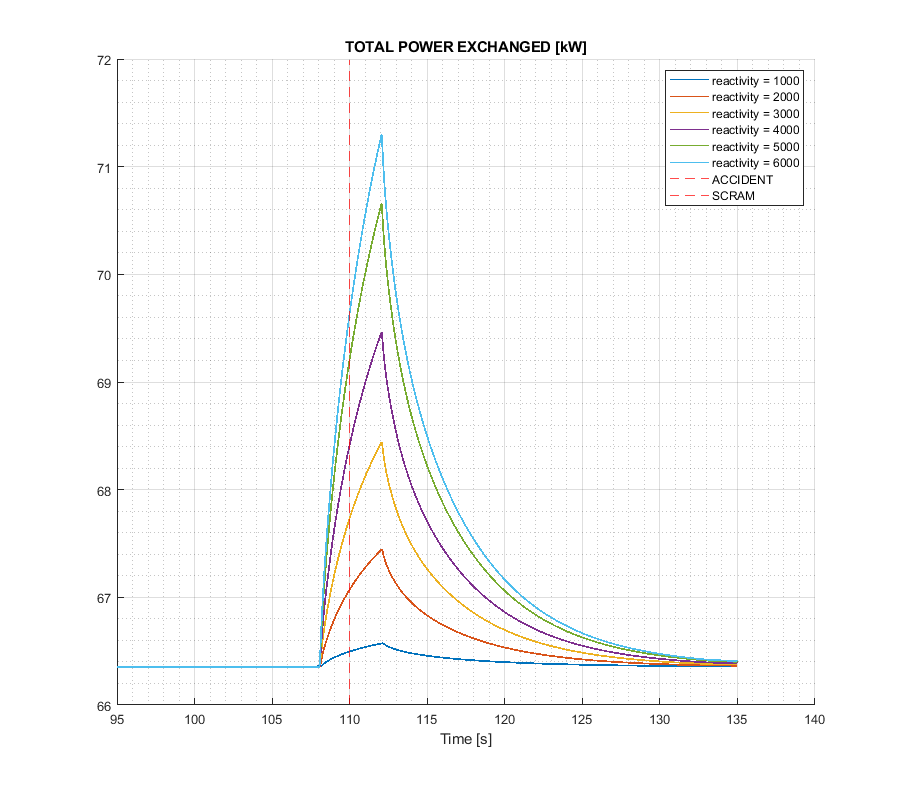 TOTAL POWER EXCHANGED [kW]
72
71
70
69
68
67
66
95 100 105 110 115 120 125 130 135 140
Time [s]
reactivity = 1000
reactivity = 2000
reactivity = 3000
reactivity = 4000
reactivity = 5000
reactivity = 6000
ACCIDENT
SCRAM